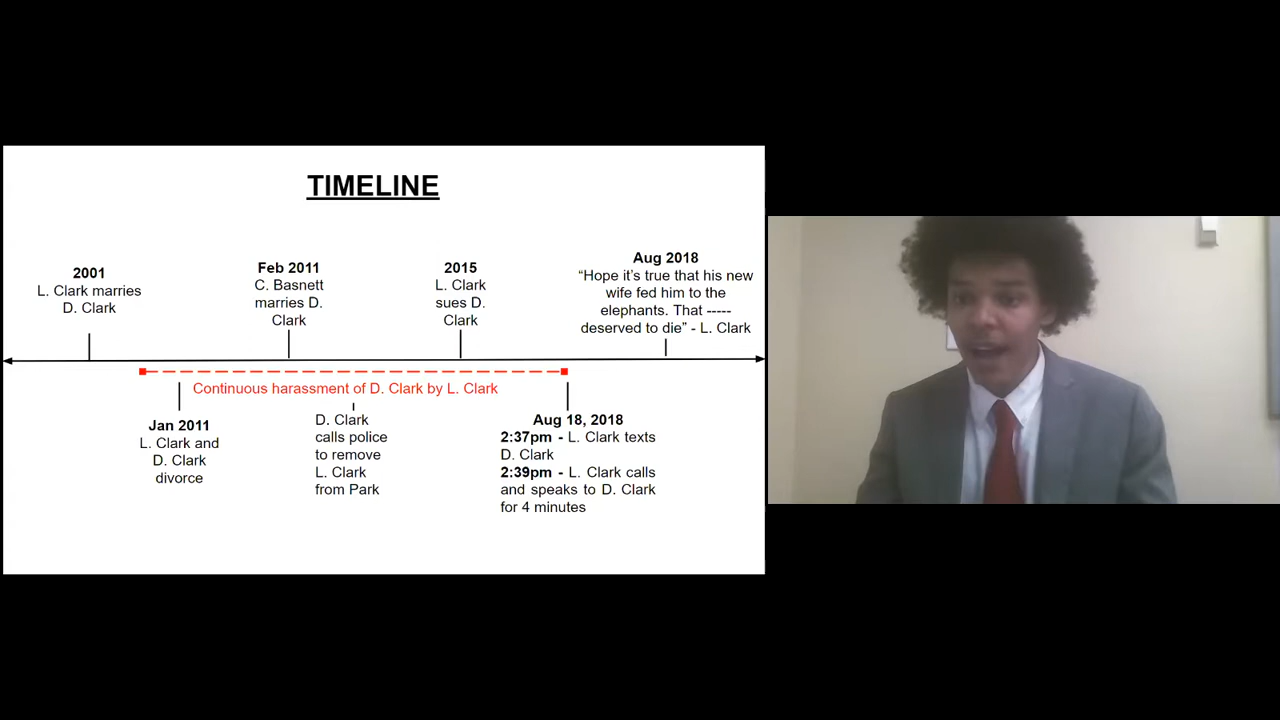 TIMELINE
2001
L. Clark marries
D. Clark
Feb 2011
C. Basnett
marries D.
Clark
2015
L. Clark
sues D.
Clark
Aug 2018
“Hope it’s true that his new
wife fed him to the
elephants. That -----
deserved to die” - L. Clark
Continuous harassment of D. Clark by L. Clark
Jan 2011
L. Clark and
D. Clark
divorce
D. Clark
calls police
to remove
L. Clark
from Park
Aug 18, 2018
2:37pm - L. Clark texts
D. Clark
2:39pm - L. Clark calls
and speaks to D. Clark
for 4 minutes